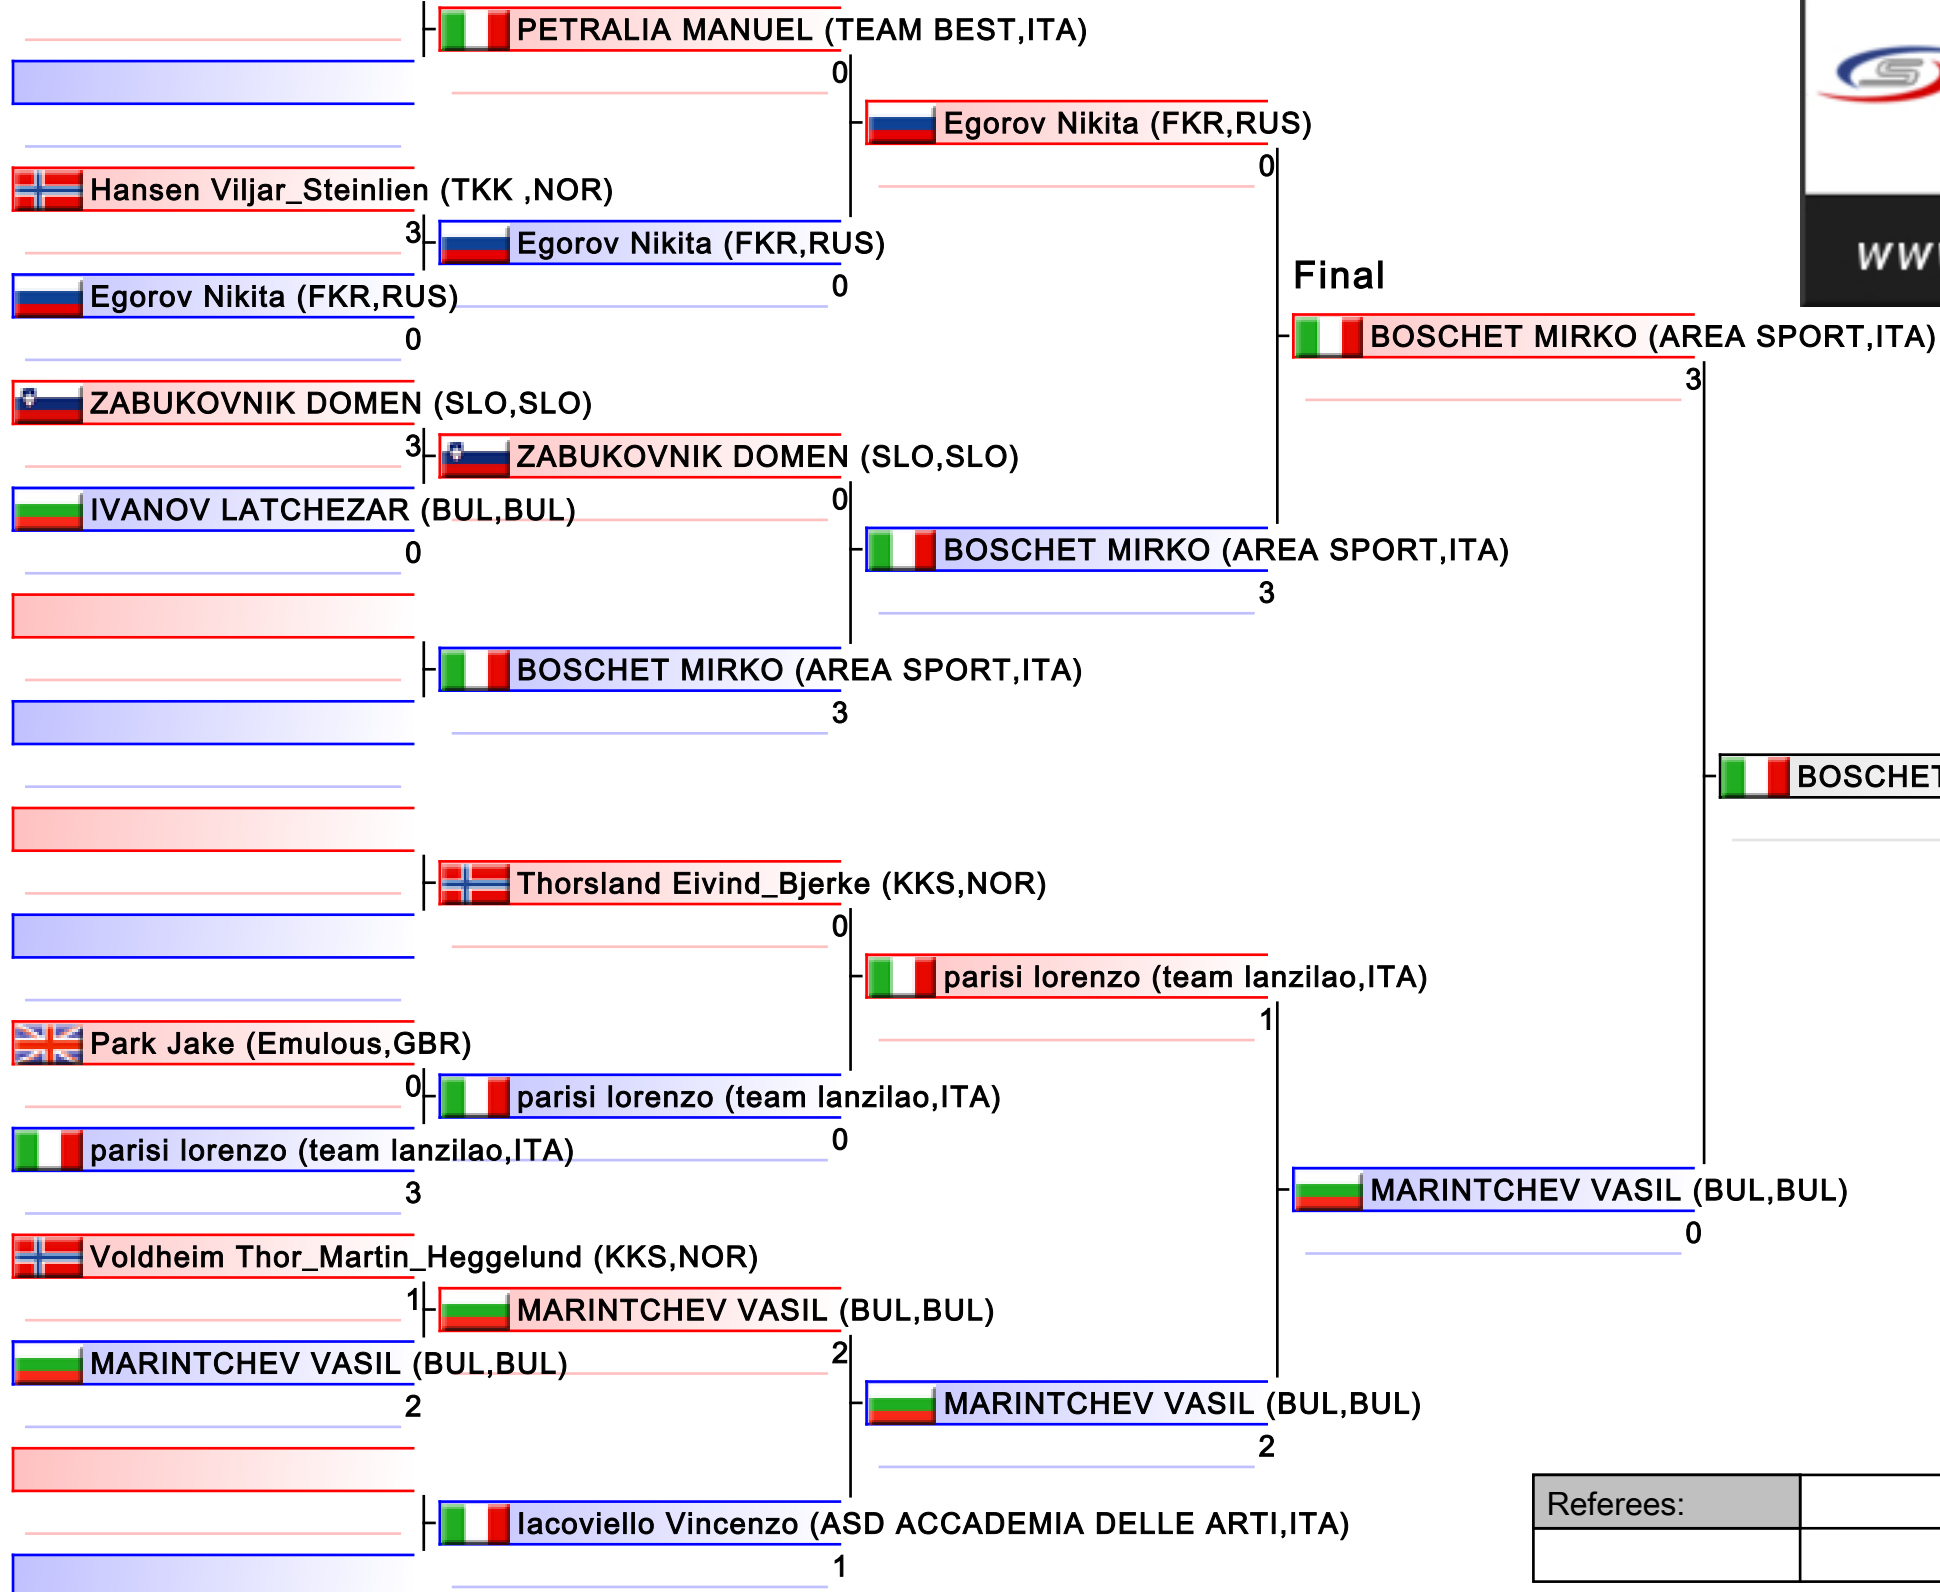 PETRALIA MANUEL (TEAM BEST,ITA)
0
Egorov Nikita (FKR,RUS)
0
Hansen Viljar_Steinlien (TKK ,NOR)
3
Egorov Nikita (FKR,RUS)
0
Egorov Nikita (FKR,RUS)
0
Final
BOSCHET MIRKO (AREA SPORT,ITA)
3
ZABUKOVNIK DOMEN (SLO,SLO)
3
ZABUKOVNIK DOMEN (SLO,SLO)
0
IVANOV LATCHEZAR (BUL,BUL)
0
BOSCHET MIRKO (AREA SPORT,ITA)
3
BOSCHET MIRKO (AREA SPORT,ITA)
3
BOSCHET
Thorsland Eivind_Bjerke (KKS,NOR)
0
parisi lorenzo (team lanzilao,ITA)
1
Park Jake (Emulous,GBR)
0
parisi lorenzo (team lanzilao,ITA)
0
parisi lorenzo (team lanzilao,ITA)
3
MARINTCHEV VASIL (BUL,BUL)
0
Voldheim Thor_Martin_Heggelund (KKS,NOR)
1
MARINTCHEV VASIL (BUL,BUL)
2
MARINTCHEV VASIL (BUL,BUL)
2
MARINTCHEV VASIL (BUL,BUL)
2
Iacoviello Vincenzo (ASD ACCADEMIA DELLE ARTI,ITA)
1
Referees: